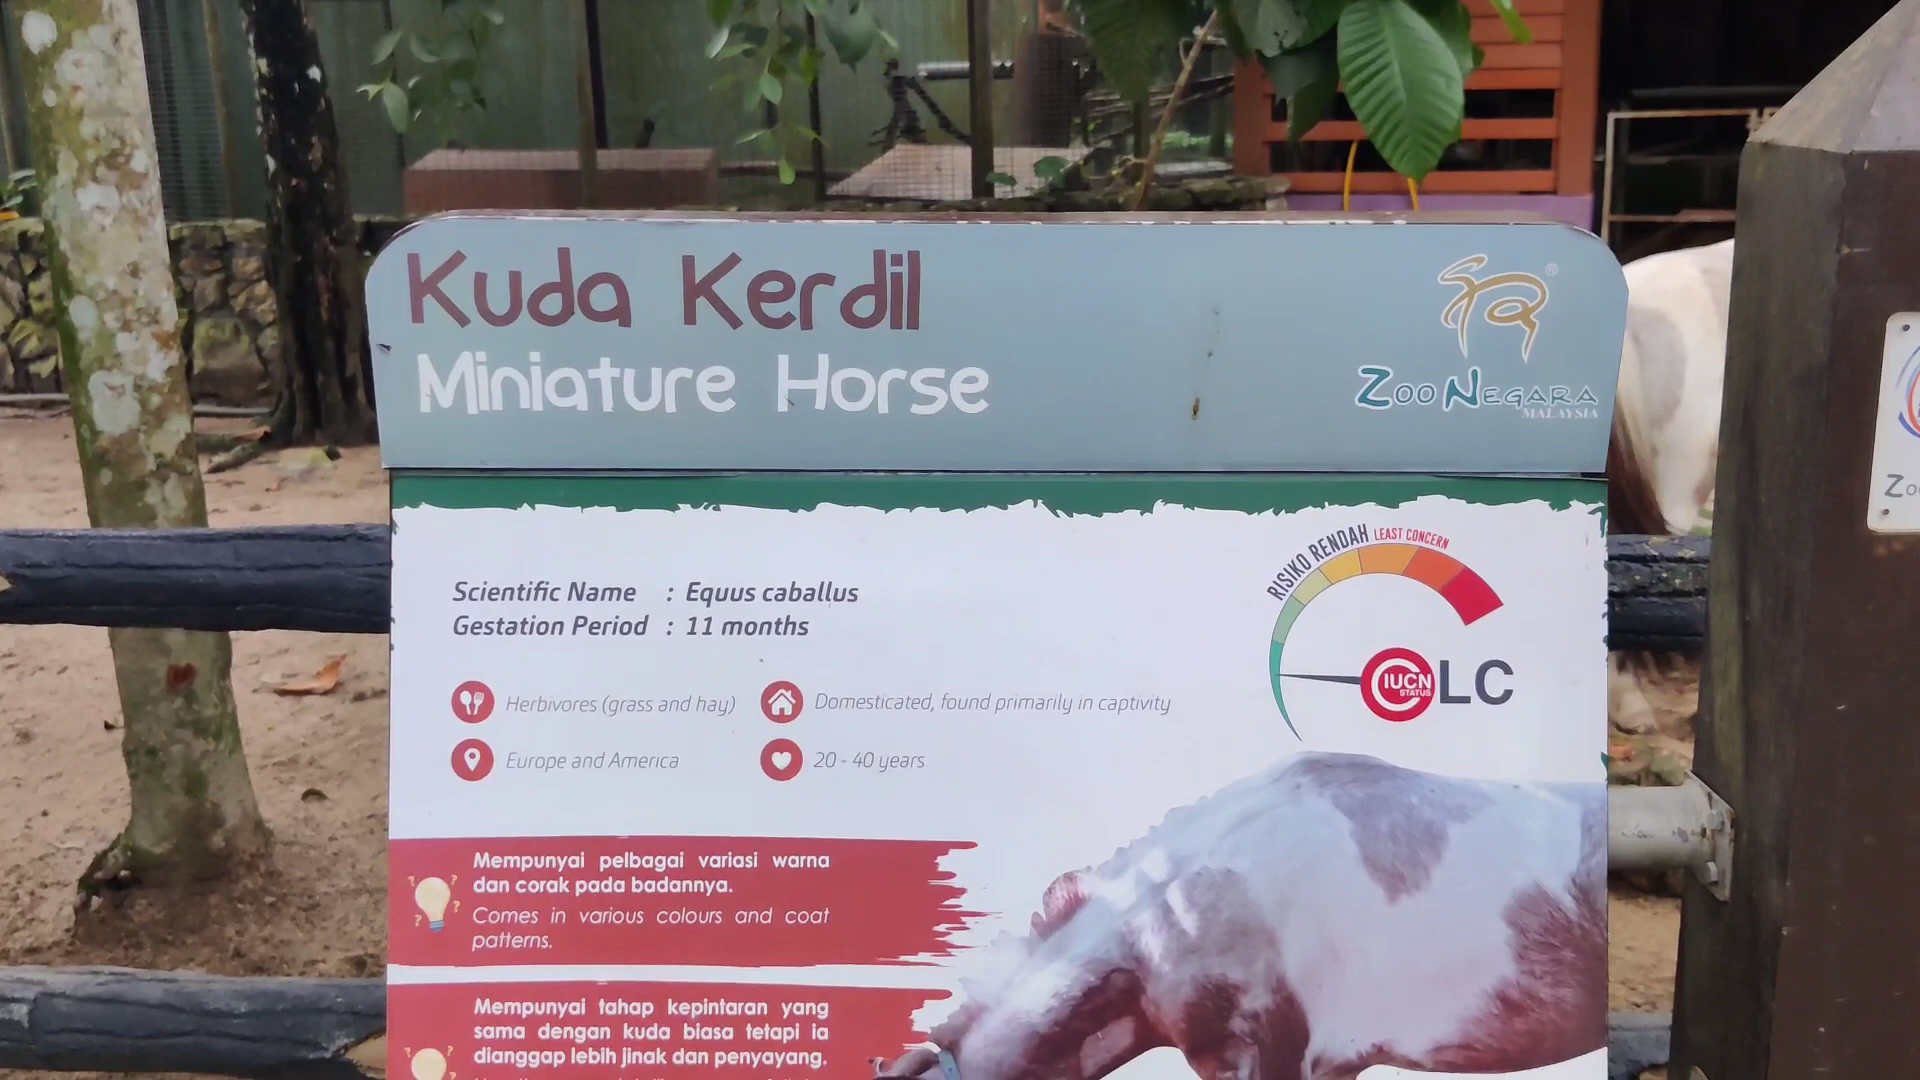 Kuda Kerdil
Miniature Horse
ZOO NEGARA
MALAYSIA
Scientific Name : Equus caballus
Gestation Period : 11 months
RISIKO RENDAH LEAST CONCERN
IUCN
STATUS
LC
Herbivores (grass and hay)
Domesticated, found primarily in captivity
Europe and America
20 - 40 years
Mempunyai pelbagai variasi warna
dan corak pada badannya.
Comes in various colours and coat
patterns.
Mempunyai tahap kepintaran yang
sama dengan kuda biasa tetapi ia
dianggap lebih jinak dan penyayang.